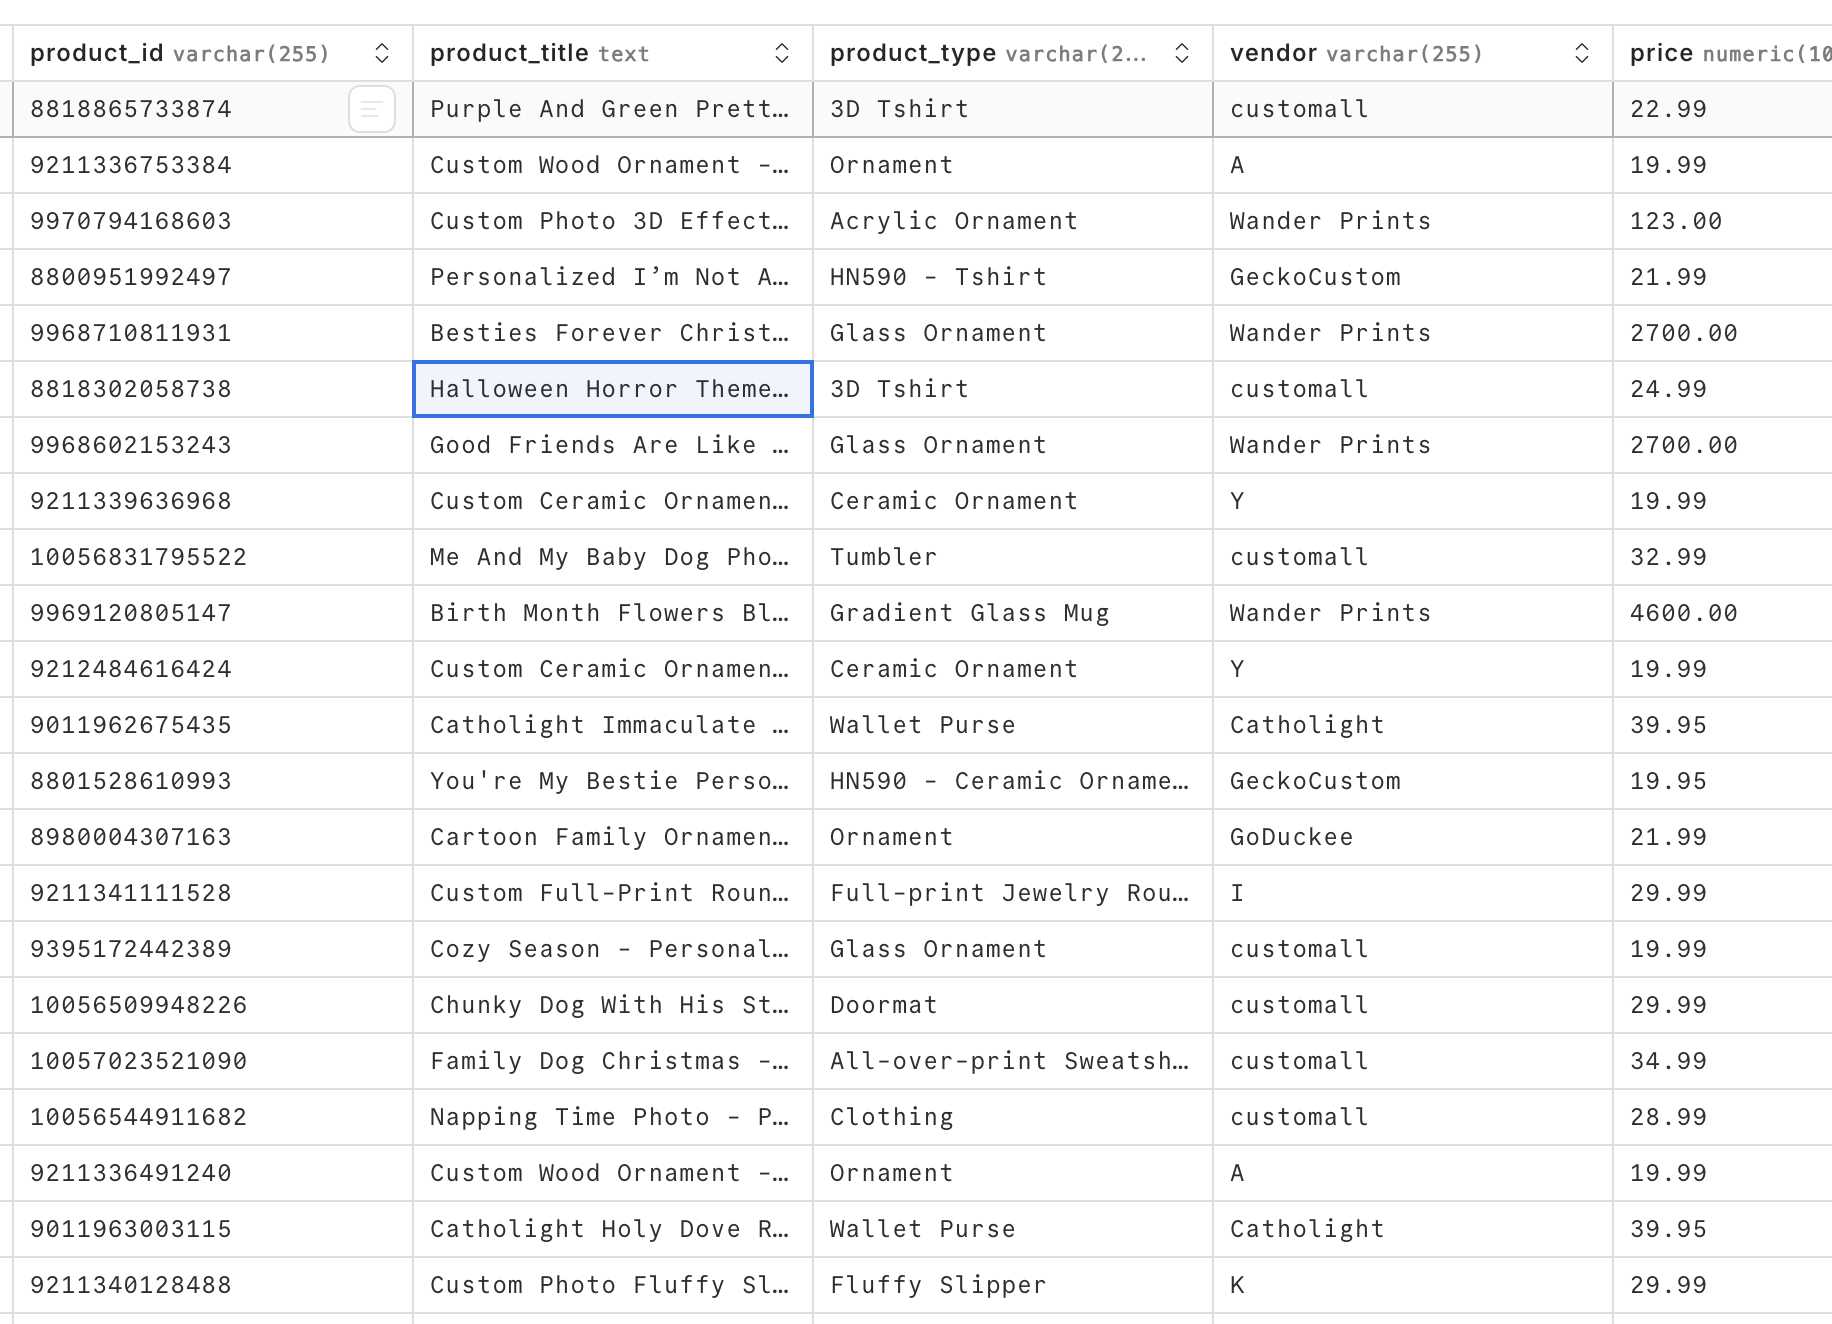 product_id varchar(255) product_title text product_type varchar(2... vendor varchar(255) price numeric(10
8818865733874 Purple And Green Prett… 3D Tshirt customall 22.99
9211336753384 Custom Wood Ornament -… Ornament A 19.99
9970794168603 Custom Photo 3D Effect… Acrylic Ornament Wander Prints 123.00
8800951992497 Personalized I’m Not A… HN590 - Tshirt GeckoCustom 21.99
9968710811931 Besties Forever Christ… Glass Ornament Wander Prints 2700.00
8818302058738 Halloween Horror Theme… 3D Tshirt customall 24.99
9968602153243 Good Friends Are Like … Glass Ornament Wander Prints 2700.00
9211339636968 Custom Ceramic Ornamen… Ceramic Ornament Y 19.99
10056831795522 Me And My Baby Dog Pho… Tumbler customall 32.99
9969120805147 Birth Month Flowers Bl… Gradient Glass Mug Wander Prints 4600.00
9212484616424 Custom Ceramic Ornamen… Ceramic Ornament Y 19.99
9011962675435 Catholight Immaculate … Wallet Purse Catholight 39.95
8801528610993 You're My Bestie Perso… HN590 - Ceramic Orname… GeckoCustom 19.95
8980004307163 Cartoon Family Ornamen… Ornament GoDuckee 21.99
9211341111528 Custom Full-Print Roun… Full-print Jewelry Rou… I 29.99
9395172442389 Cozy Season - Personal… Glass Ornament customall 19.99
10056509948226 Chunky Dog With His St… Doormat customall 29.99
10057023521090 Family Dog Christmas -… All-over-print Sweatsh… customall 34.99
10056544911682 Napping Time Photo - P… Clothing customall 28.99
9211336491240 Custom Wood Ornament -… Ornament A 19.99
9011963003115 Catholight Holy Dove R… Wallet Purse Catholight 39.95
9211340128488 Custom Photo Fluffy Sl… Fluffy Slipper K 29.99